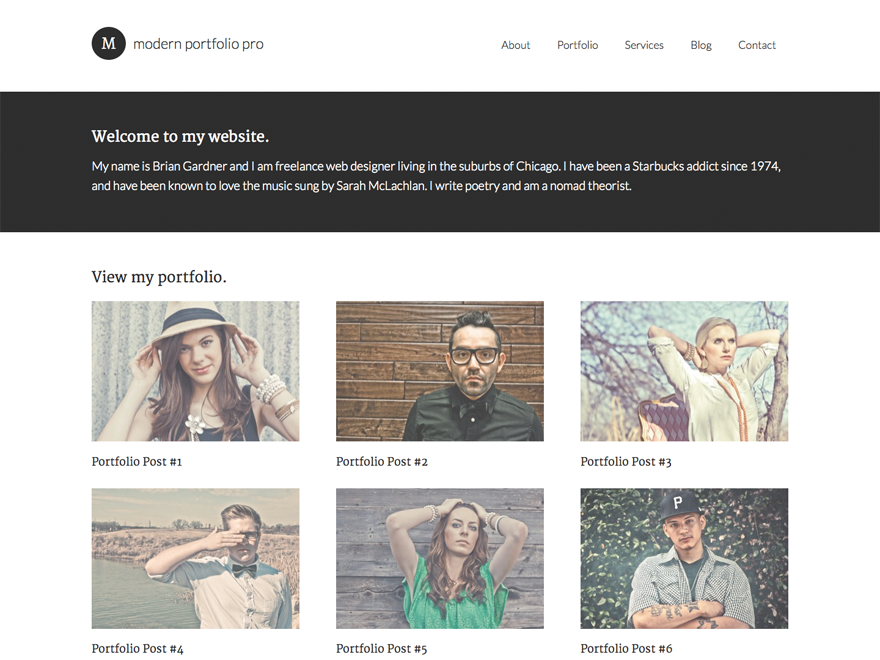 M modern portfolio pro
About Portfolio Services Blog Contact
Welcome to my website.
My name is Brian Gardner and I am freelance web designer living in the suburbs of Chicago. I have been a Starbucks addict since 1974,
and have been known to love the music sung by Sarah McLachlan. I write poetry and am a nomad theorist.
View my portfolio.
Portfolio Post #1
Portfolio Post #2
Portfolio Post #3
P
Portfolio Post #4
Portfolio Post #5
Portfolio Post #6